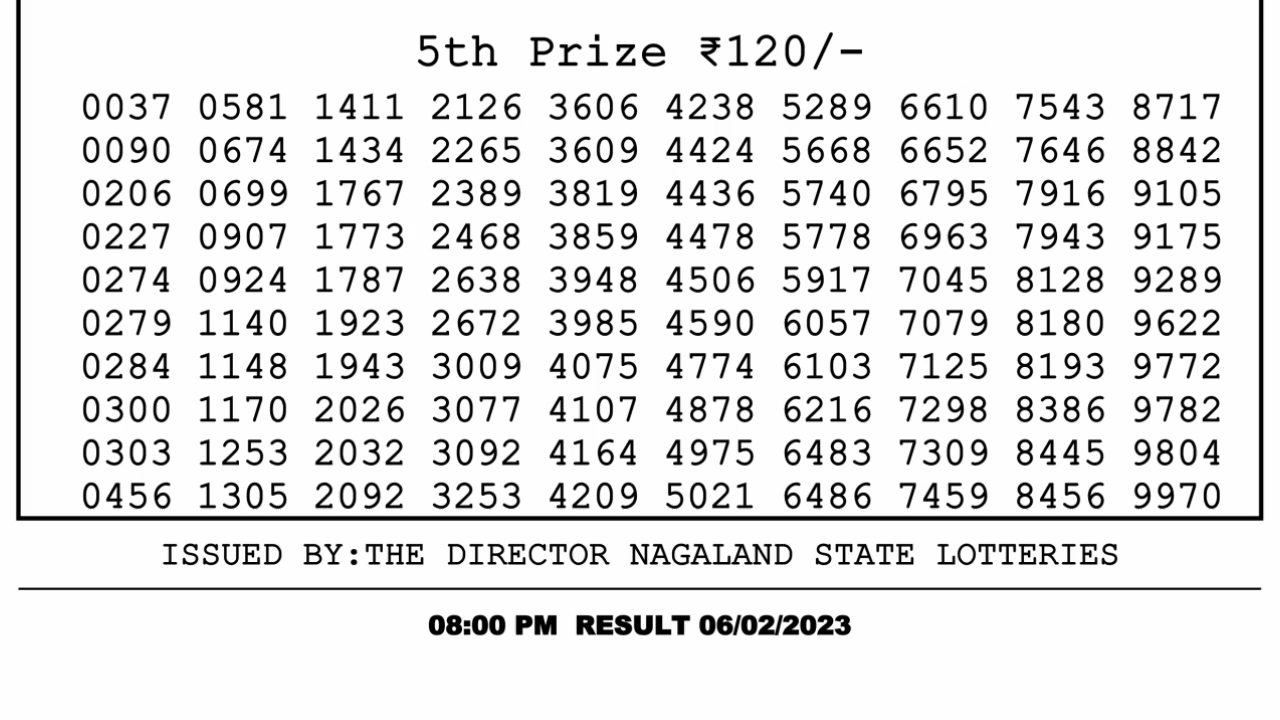 5th Prize ₹120/-
0037 0581 1411 2126 3606 4238 5289 6610 7543 8717
0090 0674 1434 2265 3609 4424 5668 6652 7646 8842
0206 0699 1767 2389 3819 4436 5740 6795 7916 9105
0227 0907 1773 2468 3859 4478 5778 6963 7943 9175
0274 0924 1787 2638 3948 4506 5917 7045 8128 9289
0279 1140 1923 2672 3985 4590 6057 7079 8180 9622
0284 1148 1943 3009 4075 4774 6103 7125 8193 9772
0300 1170 2026 3077 4107 4878 6216 7298 8386 9782
0303 1253 2032 3092 4164 4975 6483 7309 8445 9804
0456 1305 2092 3253 4209 5021 6486 7459 8456 9970
ISSUED BY:THE DIRECTOR NAGALAND STATE LOTTERIES
08:00 PM RESULT 06/02/2023